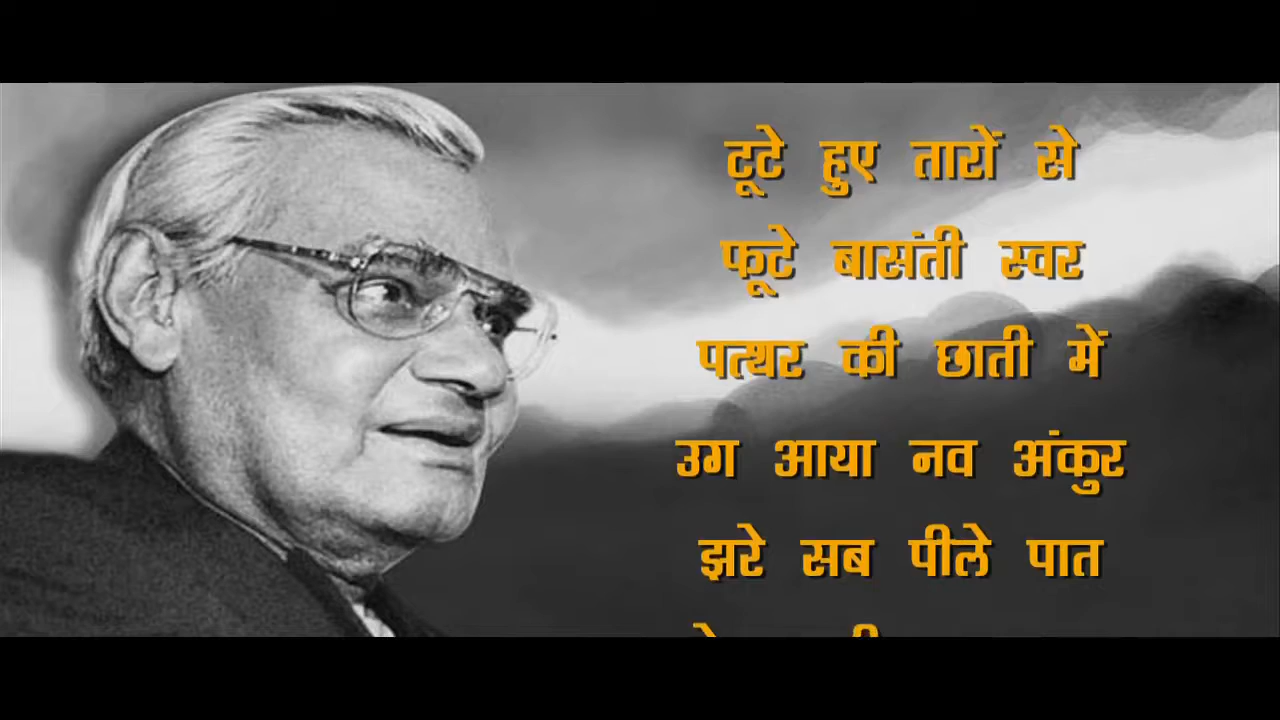 टूटे हुए तारों से
फूटे बासंती स्वर
पत्थर की छाती में
उग आया नव अंकुर
झरे सब पीले पात